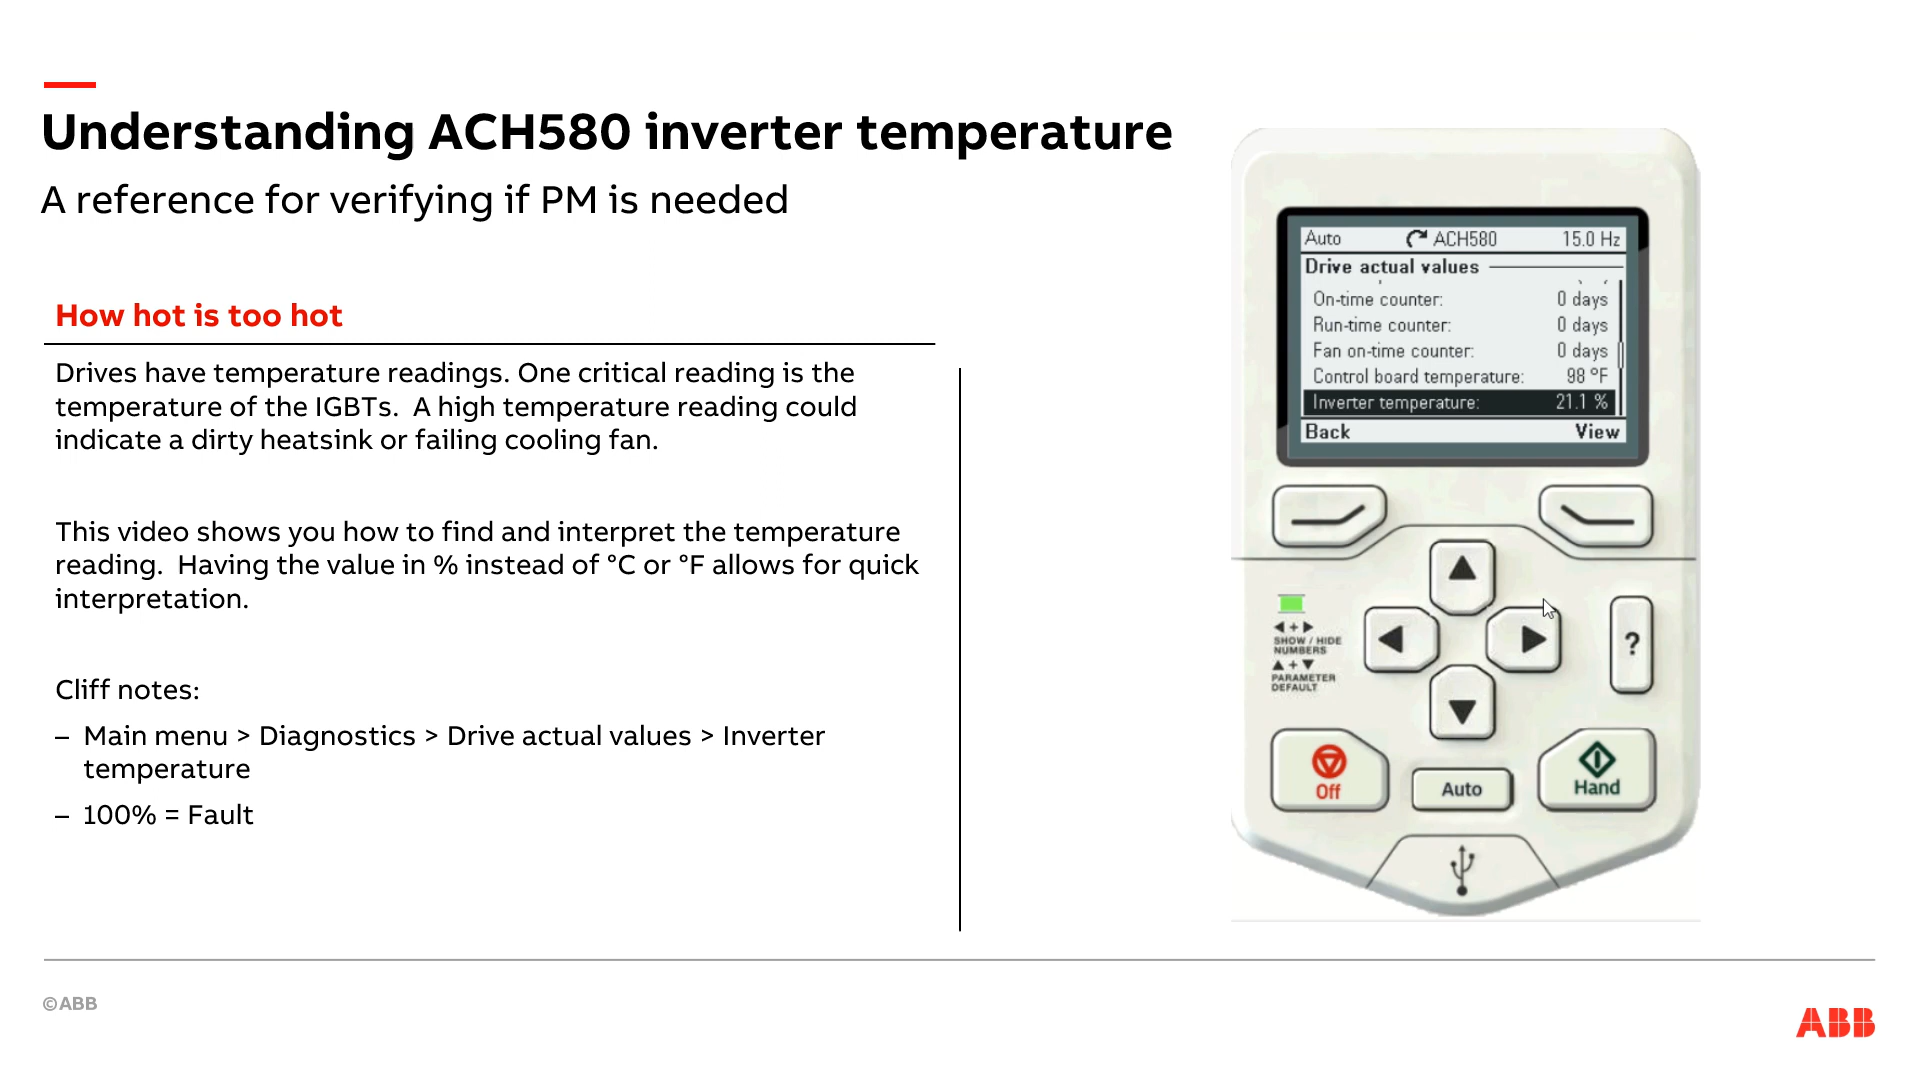 Understanding ACH580 inverter temperature
A reference for verifying if PM is needed
How hot is too hot
Drives have temperature readings. One critical reading is the
temperature of the IGBTs.  A high temperature reading could
indicate a dirty heatsink or failing cooling fan.
This video shows you how to find and interpret the temperature
reading.  Having the value in % instead of °C or °F allows for quick
interpretation.
Cliff notes:
– Main menu > Diagnostics > Drive actual values > Inverter
temperature
– 100% = Fault
Auto ACH580 15.0 Hz
Drive actual values
On-time counter: 0 days
Run-time counter: 0 days
Fan on-time counter: 0 days
Control board temperature: 98 °F
Inverter temperature: 21.1 %
Back View
◀ + ▶
SHOW / HIDE
NUMBERS
▲ + ▼
PARAMETER
DEFAULT
?
Off
Auto
Hand
©ABB
ABB